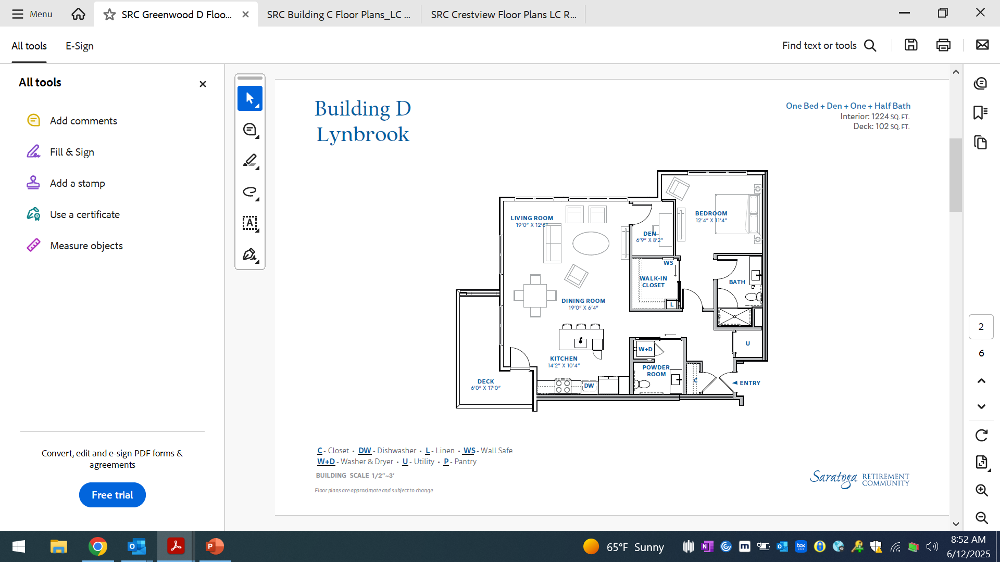 Menu
SRC Greenwood D Floo...
SRC Building C Floor Plans_LC ...
SRC Crestview Floor Plans LC R...
All tools
E-Sign
Find text or tools
All tools
Add comments
Fill & Sign
Add a stamp
Use a certificate
Measure objects
Convert, edit and e-sign PDF forms &
agreements
Free trial
Building D
Lynbrook
One Bed + Den + One + Half Bath
Interior: 1224 SQ. FT.
Deck: 102 SQ. FT.
LIVING ROOM
19'0" X 12'6"
BEDROOM
12'4" X 11'4"
DEN
6'9" X 8'2"
WS
WALK-IN
CLOSET
L
BATH
DINING ROOM
19'0" X 6'4"
U
W+D
KITCHEN
14'2" X 10'4"
POWDER
ROOM
C
ENTRY
DECK
6'0" X 17'0"
DW
C - Closet • DW - Dishwasher • L - Linen • WS - Wall Safe
W+D - Washer & Dryer • U - Utility • P - Pantry
BUILDING SCALE 1/2"~3'
Floor plans are approximate and subject to change
Saratoga RETIREMENT
COMMUNITY
2
6
65°F Sunny
8:52 AM
6/12/2025